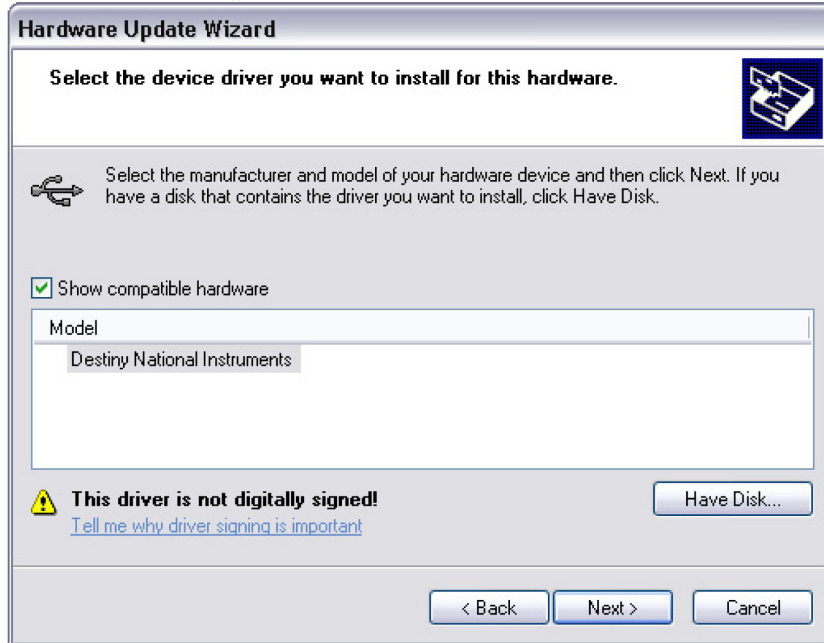 Hardware Update Wizard
Select the device driver you want to install for this hardware.
Select the manufacturer and model of your hardware device and then click Next. If you
have a disk that contains the driver you want to install, click Have Disk.
Show compatible hardware
Model
Destiny National Instruments
This driver is not digitally signed!
Have Disk...
Tell me why driver signing is important
< Back
Next >
Cancel